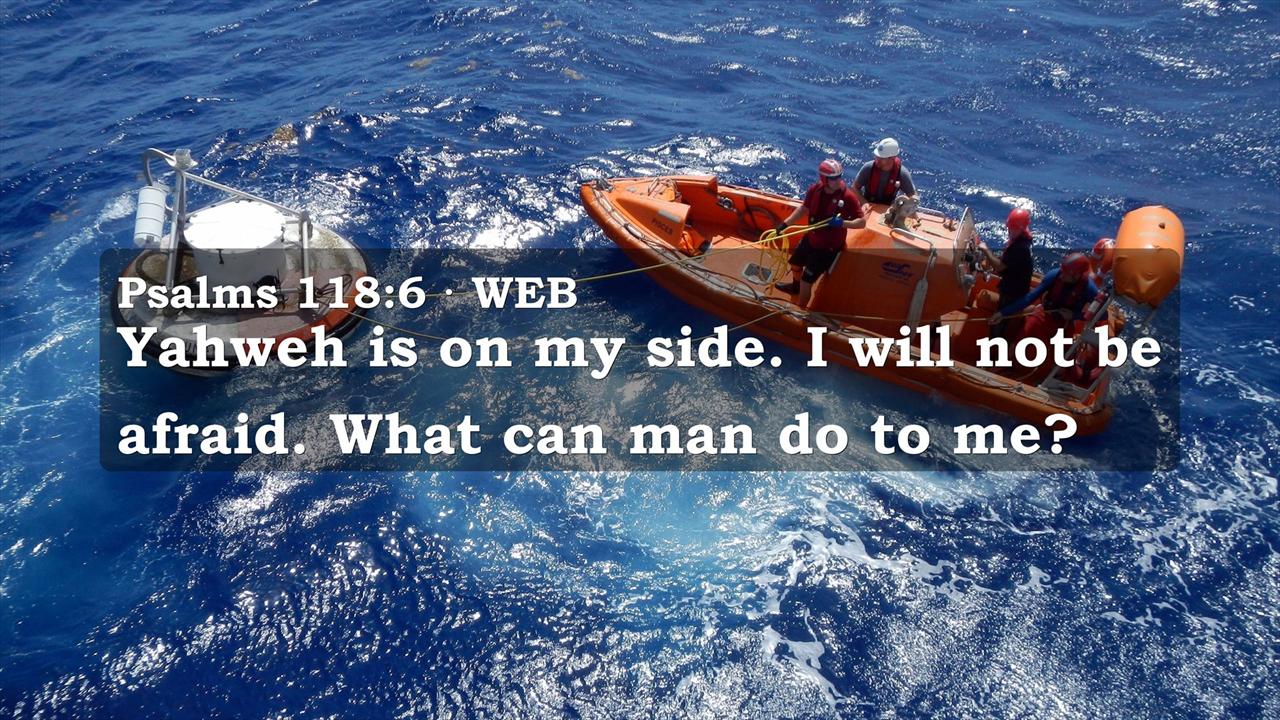 Psalms 118:6 · WEB
Yahweh is on my side. I will not be
afraid. What can man do to me?
PISCES